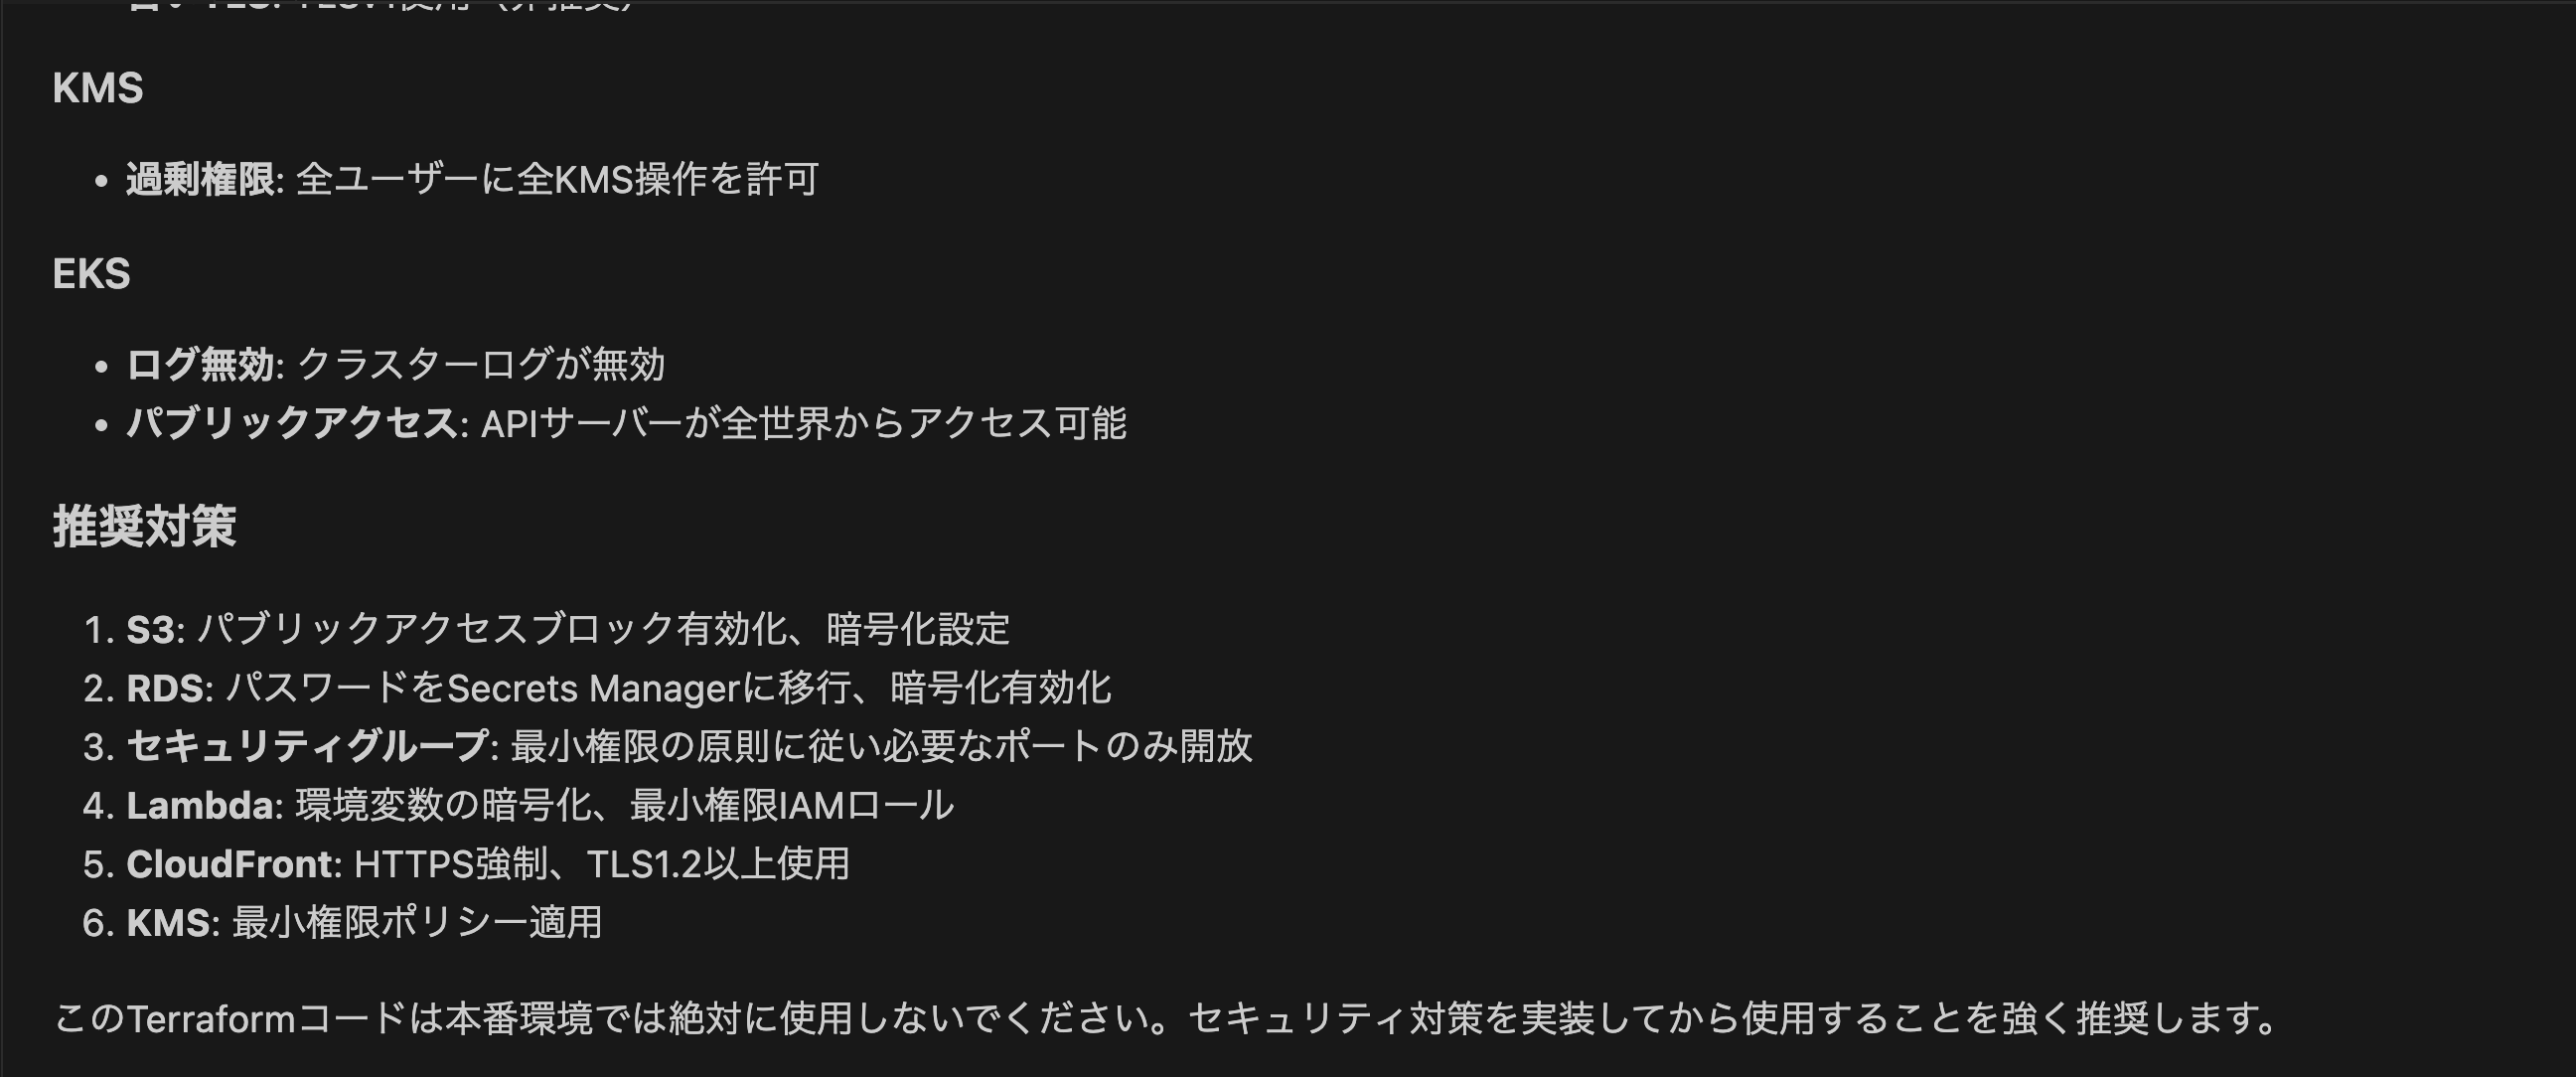 KMS
• 過剰権限: 全ユーザーに全KMS操作を許可
EKS
• ログ無効: クラスターログが無効
• パブリックアクセス: APIサーバーが全世界からアクセス可能
推奨対策
1. S3: パブリックアクセスブロック有効化、暗号化設定
2. RDS: パスワードをSecrets Managerに移行、暗号化有効化
3. セキュリティグループ: 最小権限の原則に従い必要なポートのみ開放
4. Lambda: 環境変数の暗号化、最小権限IAMロール
5. CloudFront: HTTPS強制、TLS1.2以上使用
6. KMS: 最小権限ポリシー適用
このTerraformコードは本番環境では絶対に使用しないでください。セキュリティ対策を実装してから使用することを強く推奨します。